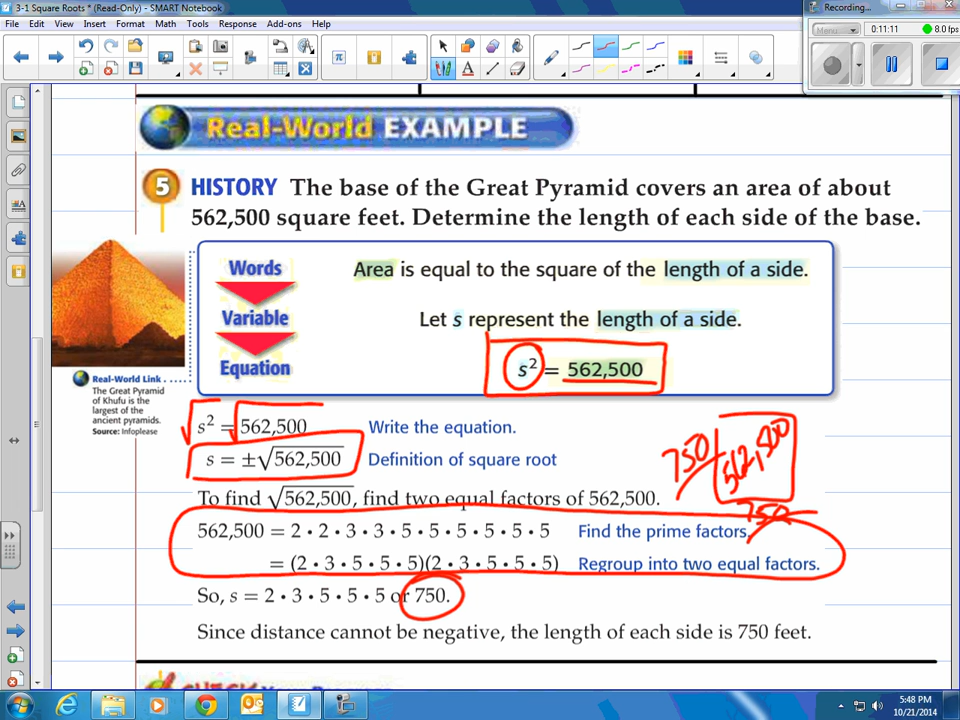 3-1 Square Roots * (Read-Only) - SMART Notebook
Recording...
File Edit View Insert Format Math Tools Response Add-ons Help
Menu
11:11
8.0 fps
Real-World EXAMPLE
5 HISTORY The base of the Great Pyramid covers an area of about
562,500 square feet. Determine the length of each side of the base.
Words Area is equal to the square of the length of a side.
Variable Let s represent the length of a side.
Equation s² = 562,500
Real-World Link
The Great Pyramid
of Khufu is the
largest of the
ancient pyramids.
Source: Infoplease
s² = 562,500 Write the equation.
s = ±√562,500 Definition of square root
750
562,500
750
To find √562,500, find two equal factors of 562,500.
562,500 = 2 • 2 • 3 • 3 • 5 • 5 • 5 • 5 • 5 • 5 Find the prime factors.
= (2 • 3 • 5 • 5 • 5)(2 • 3 • 5 • 5 • 5) Regroup into two equal factors.
So, s = 2 • 3 • 5 • 5 • 5 or 750.
Since distance cannot be negative, the length of each side is 750 feet.
5:48 PM
10/21/2014